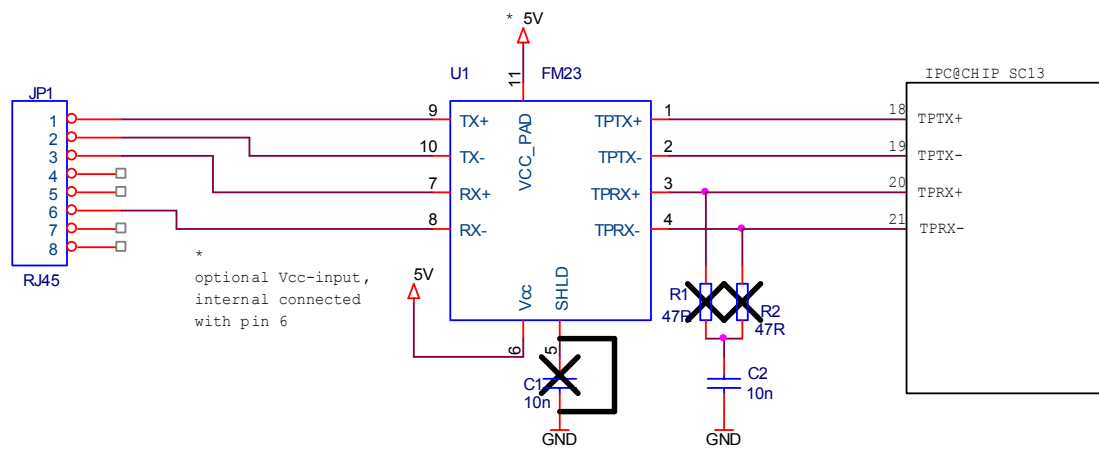 * 5V
U1
FM23
IPC@CHIP SC13
JP1
11
1
2
3
4
5
6
7
8
RJ45
9
10
7
8
TX+
TX-
RX+
RX-
VCC_PAD
TPTX+
TPTX-
TPRX+
TPRX-
1
2
3
4
18
19
20
21
TPTX+
TPTX-
TPRX+
TPRX-
*
optional Vcc-input,
internal connected
with pin 6
5V
Vcc
SHLD
6
5
R1
47R
R2
47R
C1
10n
C2
10n
GND
GND